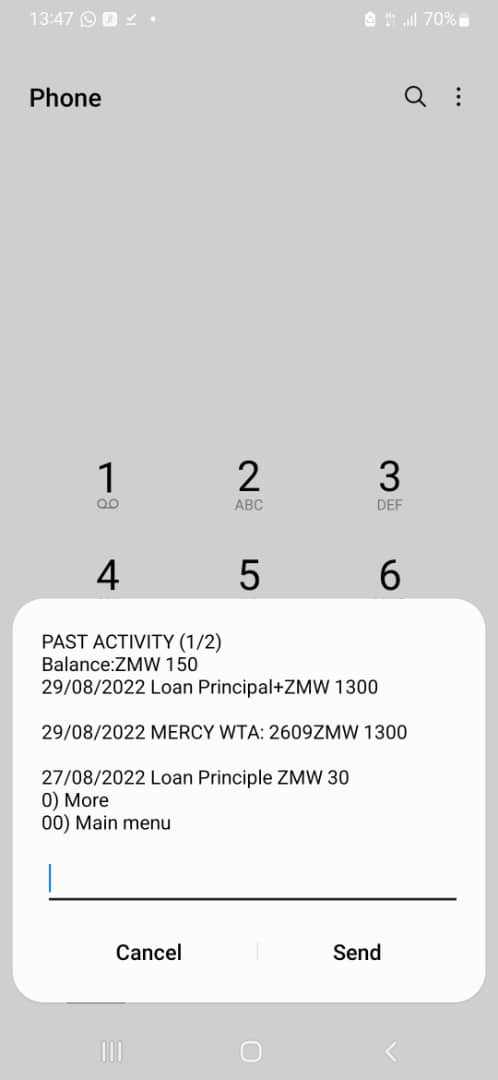 13:47 70%
Phone
1 2 3
ABC DEF
4 5 6
PAST ACTIVITY (1/2)
Balance:ZMW 150
29/08/2022 Loan Principal+ZMW 1300
29/08/2022 MERCY WTA: 2609ZMW 1300
27/08/2022 Loan Principle ZMW 30
0) More
00) Main menu
Cancel Send